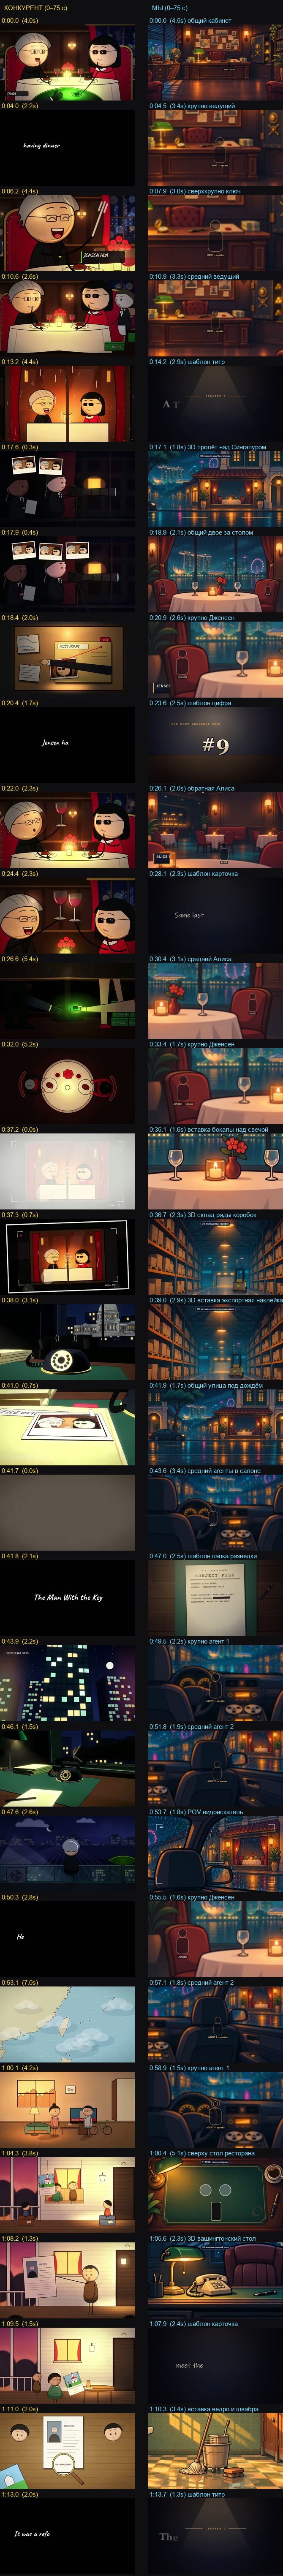 КОНКУРЕНТ (0–75 с)
МЫ (0–75 с)
0:00.0 (4.0s)
0:00.0 (4.5s) общий кабинет
0:04.0 (2.2s)
having dinner
0:04.5 (3.4s) крупно ведущий
0:06.2 (4.4s)
JENSEN HUA
0:07.9 (3.0s) сверхкрупно ключ
0:10.6 (2.6s)
0:10.9 (3.3s) средний ведущий
0:13.2 (4.4s)
0:14.2 (2.9s) шаблон титр
A T
0:17.6 (0.3s)
0:17.1 (1.8s) 3D пролёт над Сингапуром
0:17.9 (0.4s)
0:18.9 (2.1s) общий двое за столом
0:18.4 (2.0s)
0:20.9 (2.6s) крупно Дженсен
JENSE
0:20.4 (1.7s)
Jensen ha
0:23.6 (2.5s) шаблон цифра
#9
0:22.0 (2.3s)
0:26.1 (2.0s) обратная Алиса
ALICE
0:24.4 (2.3s)
0:28.1 (2.3s) шаблон карточка
Some last
0:26.6 (5.4s)
0:30.4 (3.1s) средний Алиса
0:32.0 (5.2s)
0:33.4 (1.7s) крупно Дженсен
0:37.2 (0.0s)
0:35.1 (1.6s) вставка бокалы над свечой
0:37.3 (0.7s)
0:36.7 (2.3s) 3D склад ряды коробок
0:38.0 (3.1s)
0:39.0 (2.9s) 3D вставка экспортная наклейка
0:41.0 (0.7s)
0:41.9 (1.7s) общий улица под дождём
0:41.7 (0.0s)
0:43.6 (3.4s) средний агенты в салоне
0:41.8 (2.1s)
The Man With the Key
0:47.0 (2.5s) шаблон папка разведки
SUBJECT FILE
0:43.9 (2.2s)
0:49.5 (2.2s) крупно агент 1
0:46.1 (1.5s)
0:51.8 (1.9s) средний агент 2
0:47.6 (2.6s)
0:53.7 (1.8s) POV видоискатель
0:50.3 (2.8s)
He
0:55.5 (1.6s) крупно Дженсен
0:53.1 (7.0s)
0:57.1 (1.8s) средний агент 2
1:00.1 (4.2s)
0:58.9 (1.5s) крупно агент 1
1:04.3 (3.8s)
1:00.4 (5.1s) сверху стол ресторана
1:08.2 (1.3s)
1:05.6 (2.3s) 3D вашингтонский стол
1:09.5 (1.5s)
1:07.9 (2.4s) шаблон карточка
meet the
1:11.0 (2.0s)
1:10.3 (3.4s) вставка ведро и швабра
1:13.0 (2.0s)
It was a refe
1:13.7 (1.3s) шаблон титр
The